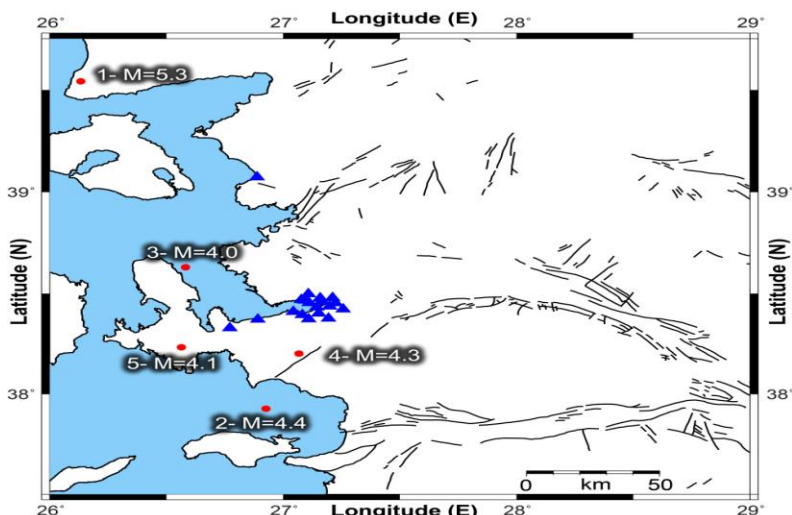 Longitude (E)
26° 27° 28° 29°
1- M=5.3
39° 39°
Latitude (N) Latitude (N)
3- M=4.0
5- M=4.1 4- M=4.3
38° 38°
2- M=4.4
0 km 50
26° 27° 28° 29°
Longitude (E)